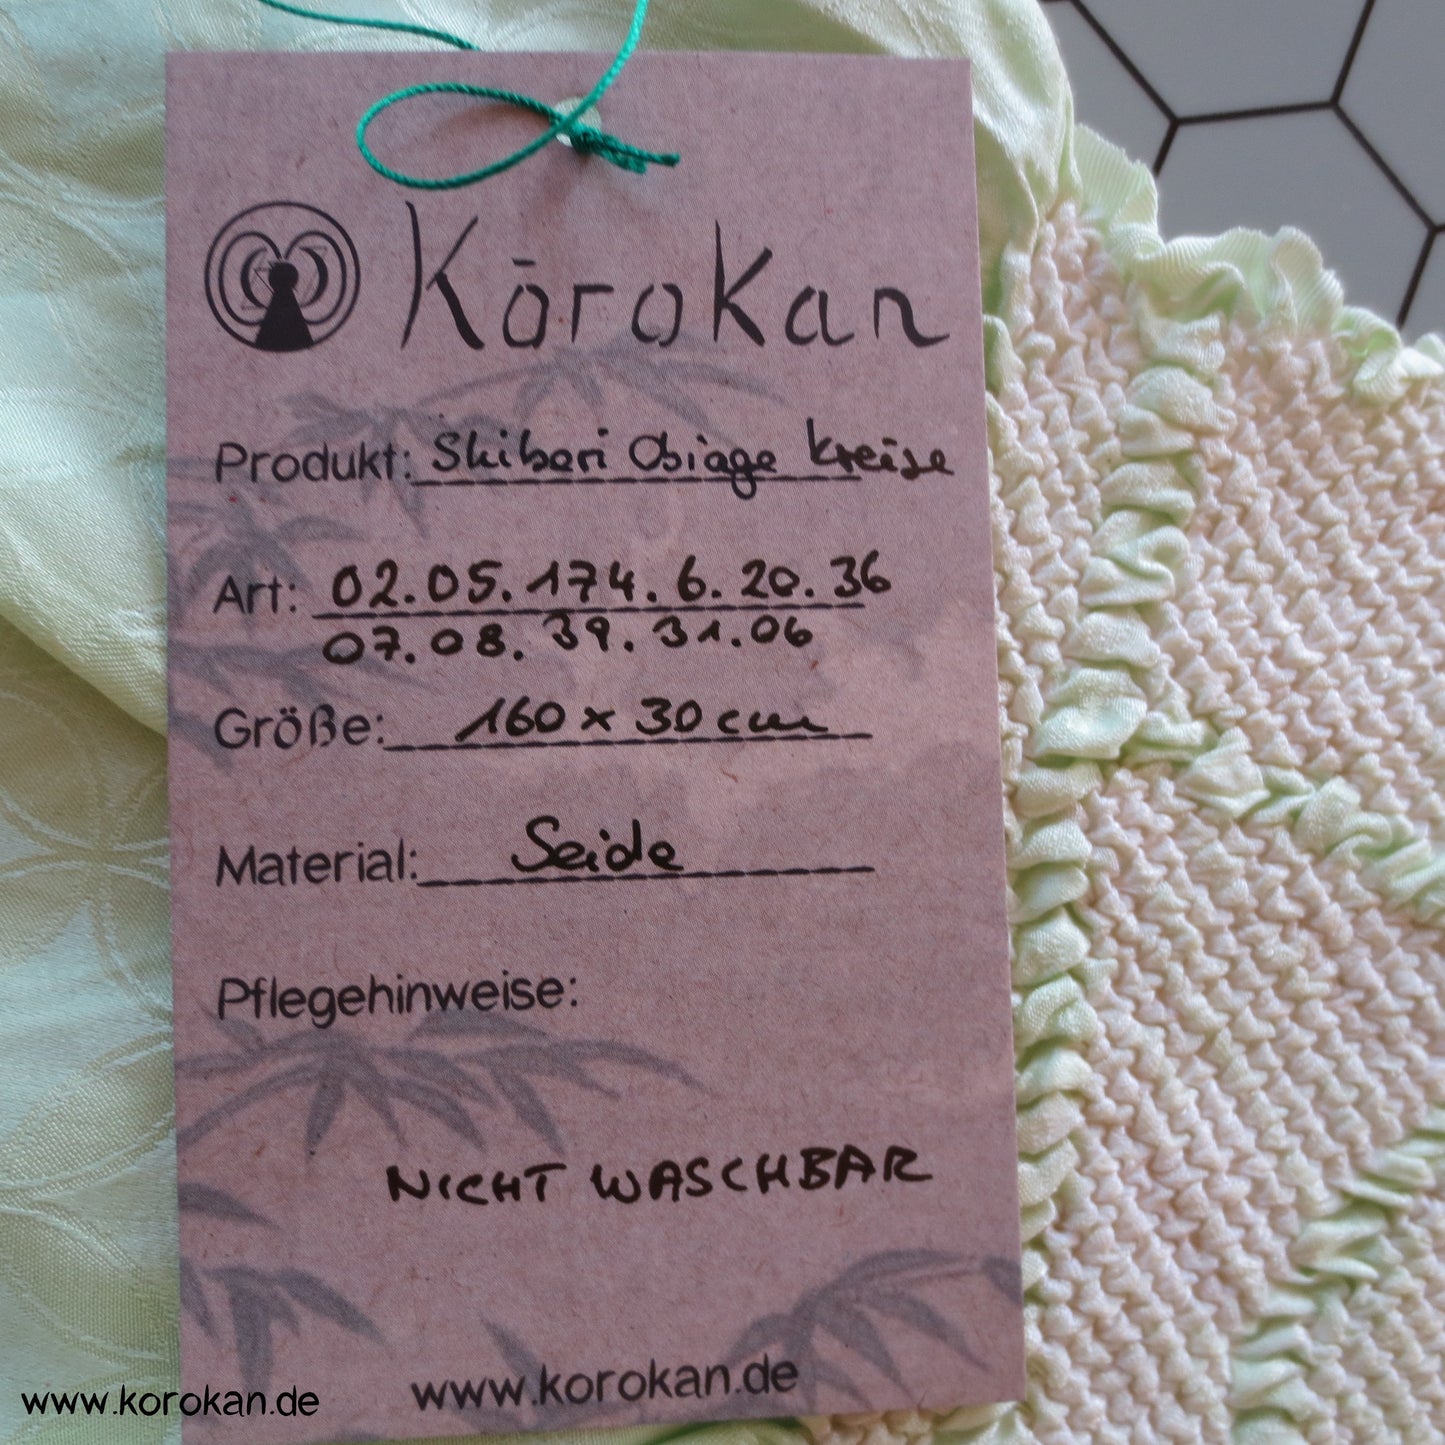 Kōrokan
Produkt: Shibori Obiage Kreise
Art: 02.05.174.6.20.36
07.08.39.31.06
Größe: 160 x 30 cm
Material: Seide
Pflegehinweise:
NICHT WASCHBAR
www.korokan.de
www.korokan.de